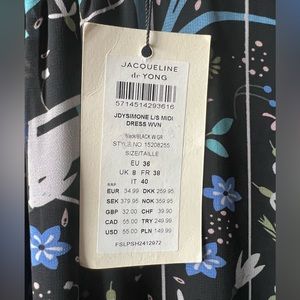 JACQUELINE
de YONG
5714514293616
JDYSIMONE L/S MIDI
DRESS WVN
Black/BLACK W.GR
STYLE NO. 15208255
SIZE/TAILLE
EU 36
UK 8 FR 38
IT 40
RRP
EUR 34.99 DKK 259.95
SEK 379.95 NOK 359.95
GBP 32.00 CHF 39.90
CAD 55.00 TRY 249.99
USD 55.00 PLN 149.99
FSLPSH2412972